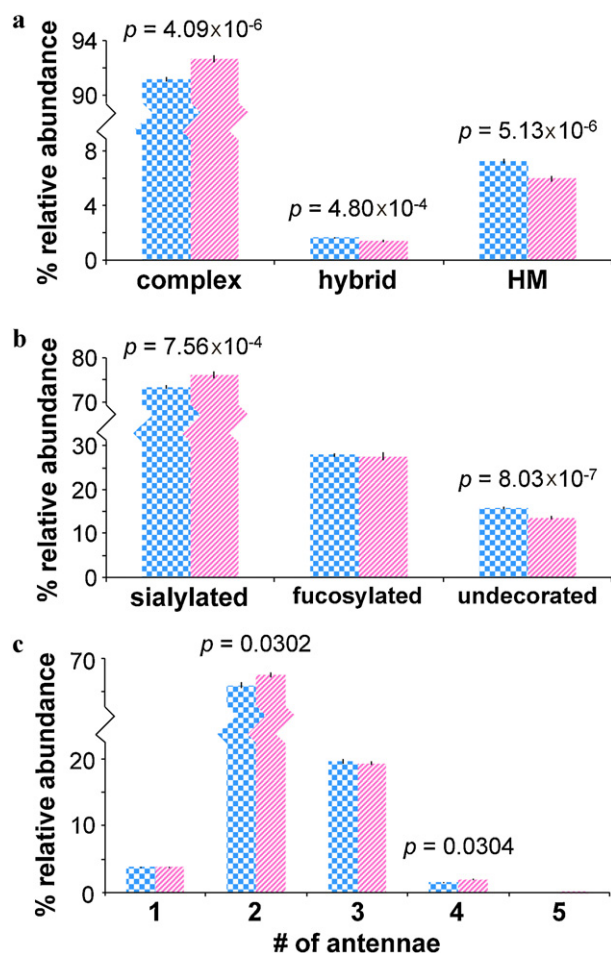 a
% relative abundance
94
90
8
4
0
p = 4.09×10⁻⁶
p = 4.80×10⁻⁴
p = 5.13×10⁻⁶
complex hybrid HM
b
% relative abundance
80
70
30
20
10
0
p = 7.56×10⁻⁴
p = 8.03×10⁻⁷
sialylated fucosylated undecorated
c
% relative abundance
70
20
10
0
p = 0.0302
p = 0.0304
1 2 3 4 5
# of antennae